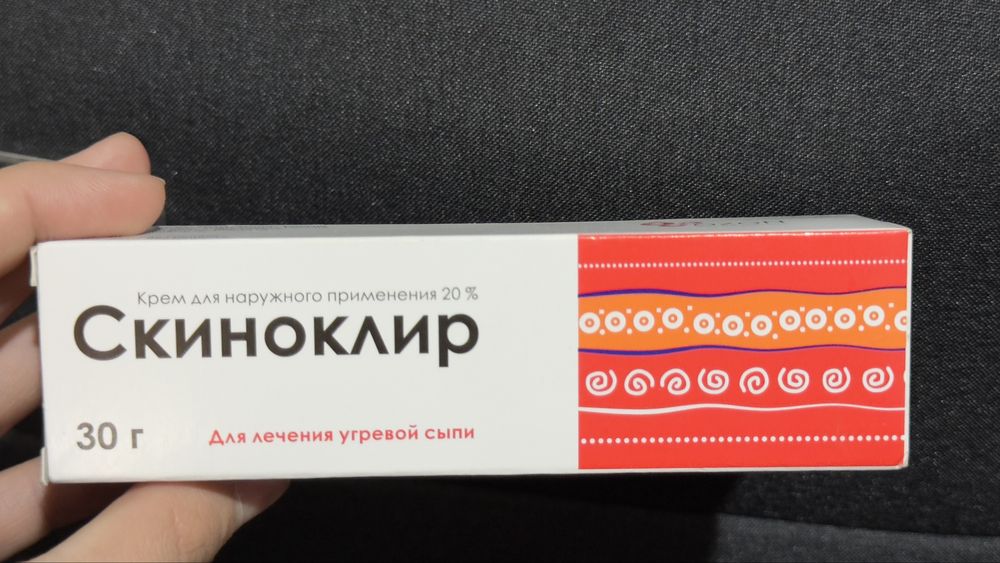 Крем для наружного применения 20 %
Скиноклир
30 г
Для лечения угревой сыпи